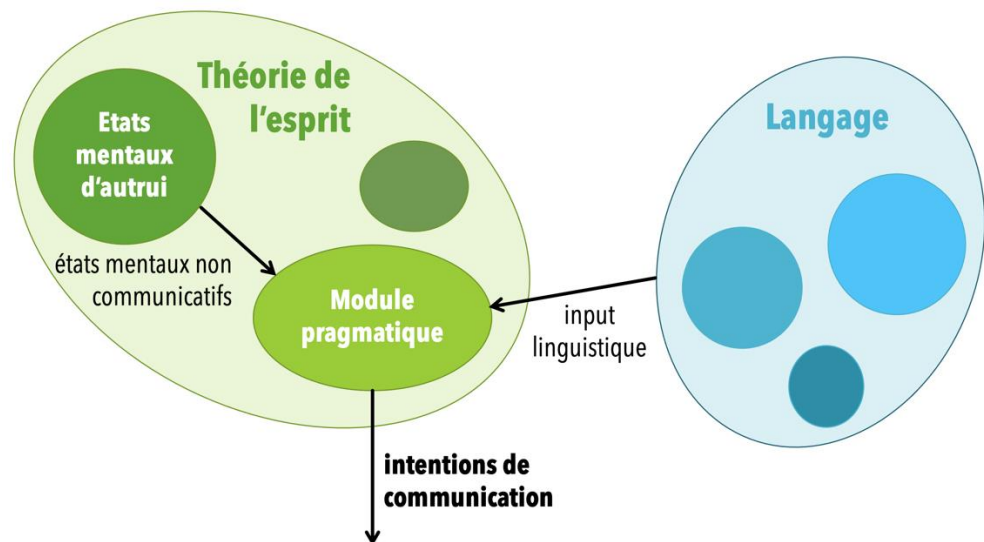 Théorie de
l'esprit
Etats
mentaux
d'autrui
états mentaux non
communicatifs
Module
pragmatique
Langage
input
linguistique
intentions de
communication